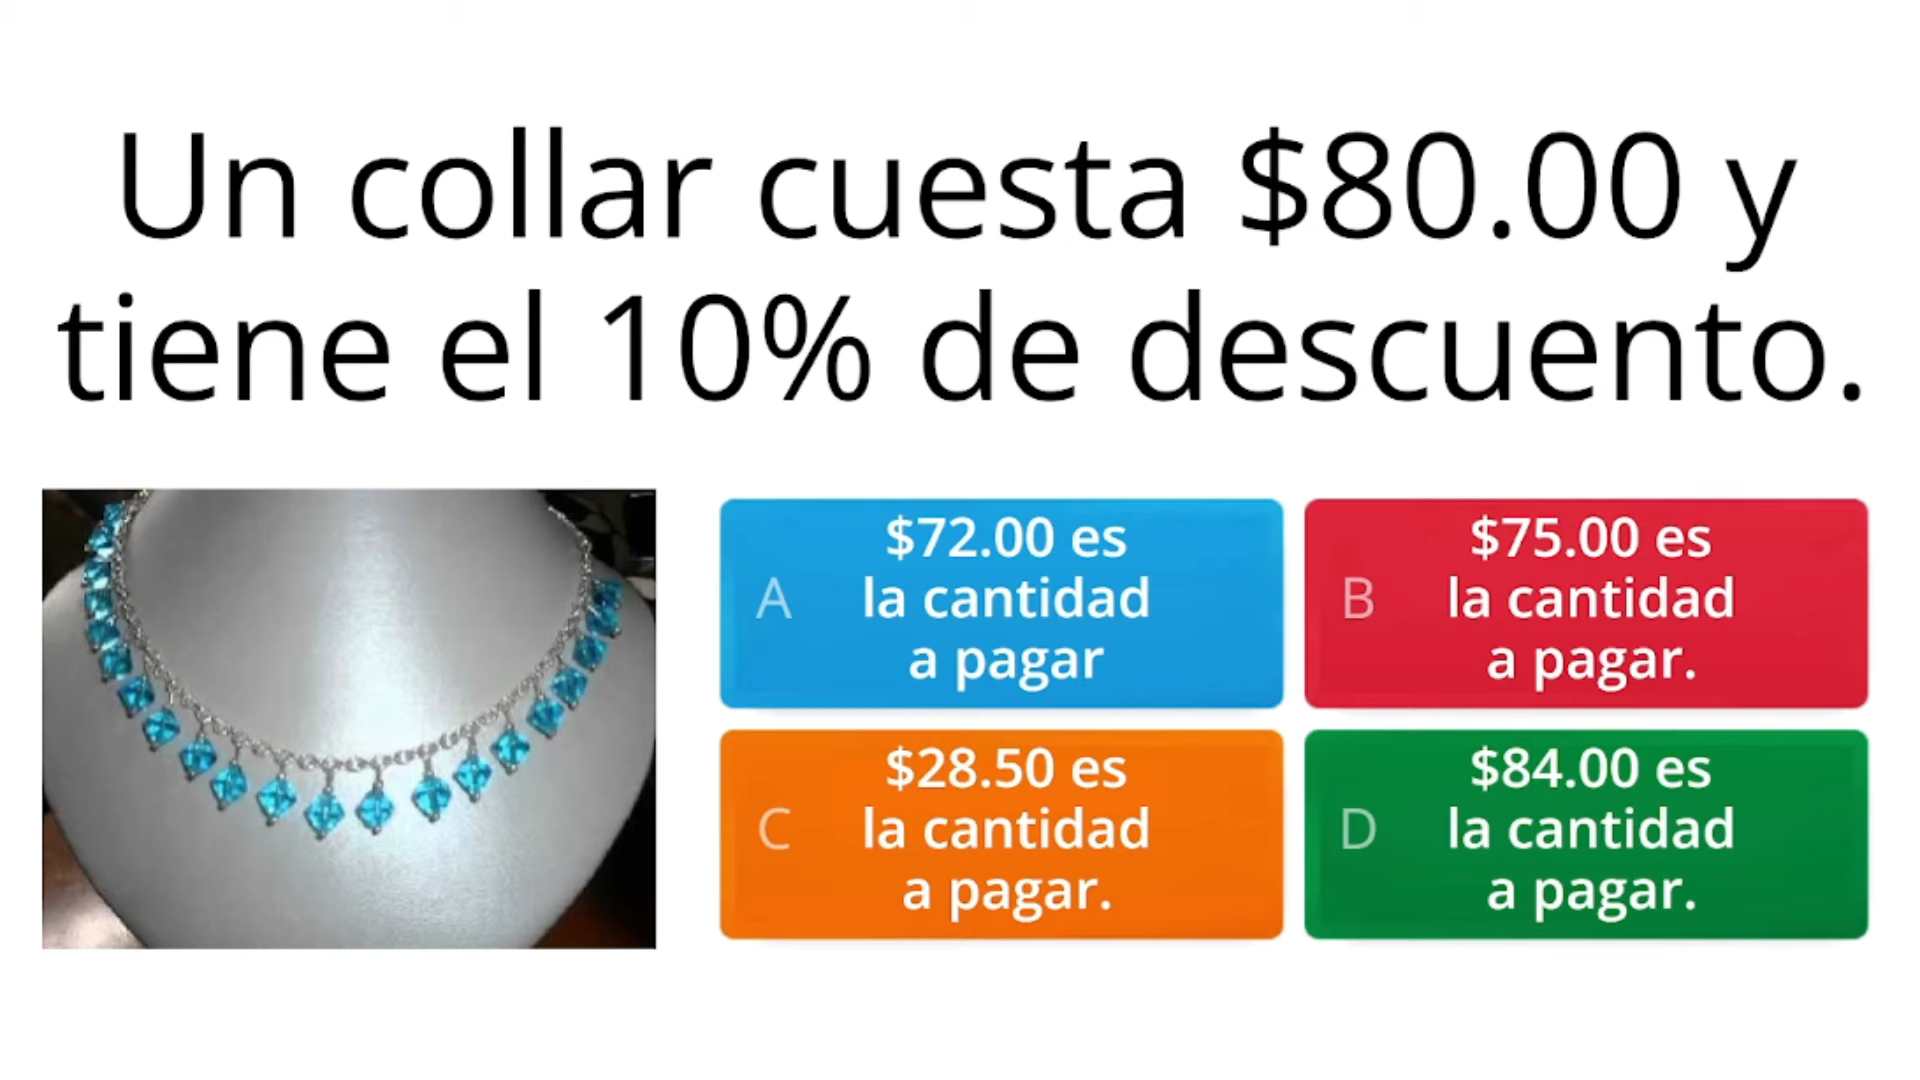 Un collar cuesta $80.00 y
tiene el 10% de descuento.
A
$72.00 es
la cantidad
a pagar
B
$75.00 es
la cantidad
a pagar.
C
$28.50 es
la cantidad
a pagar.
D
$84.00 es
la cantidad
a pagar.